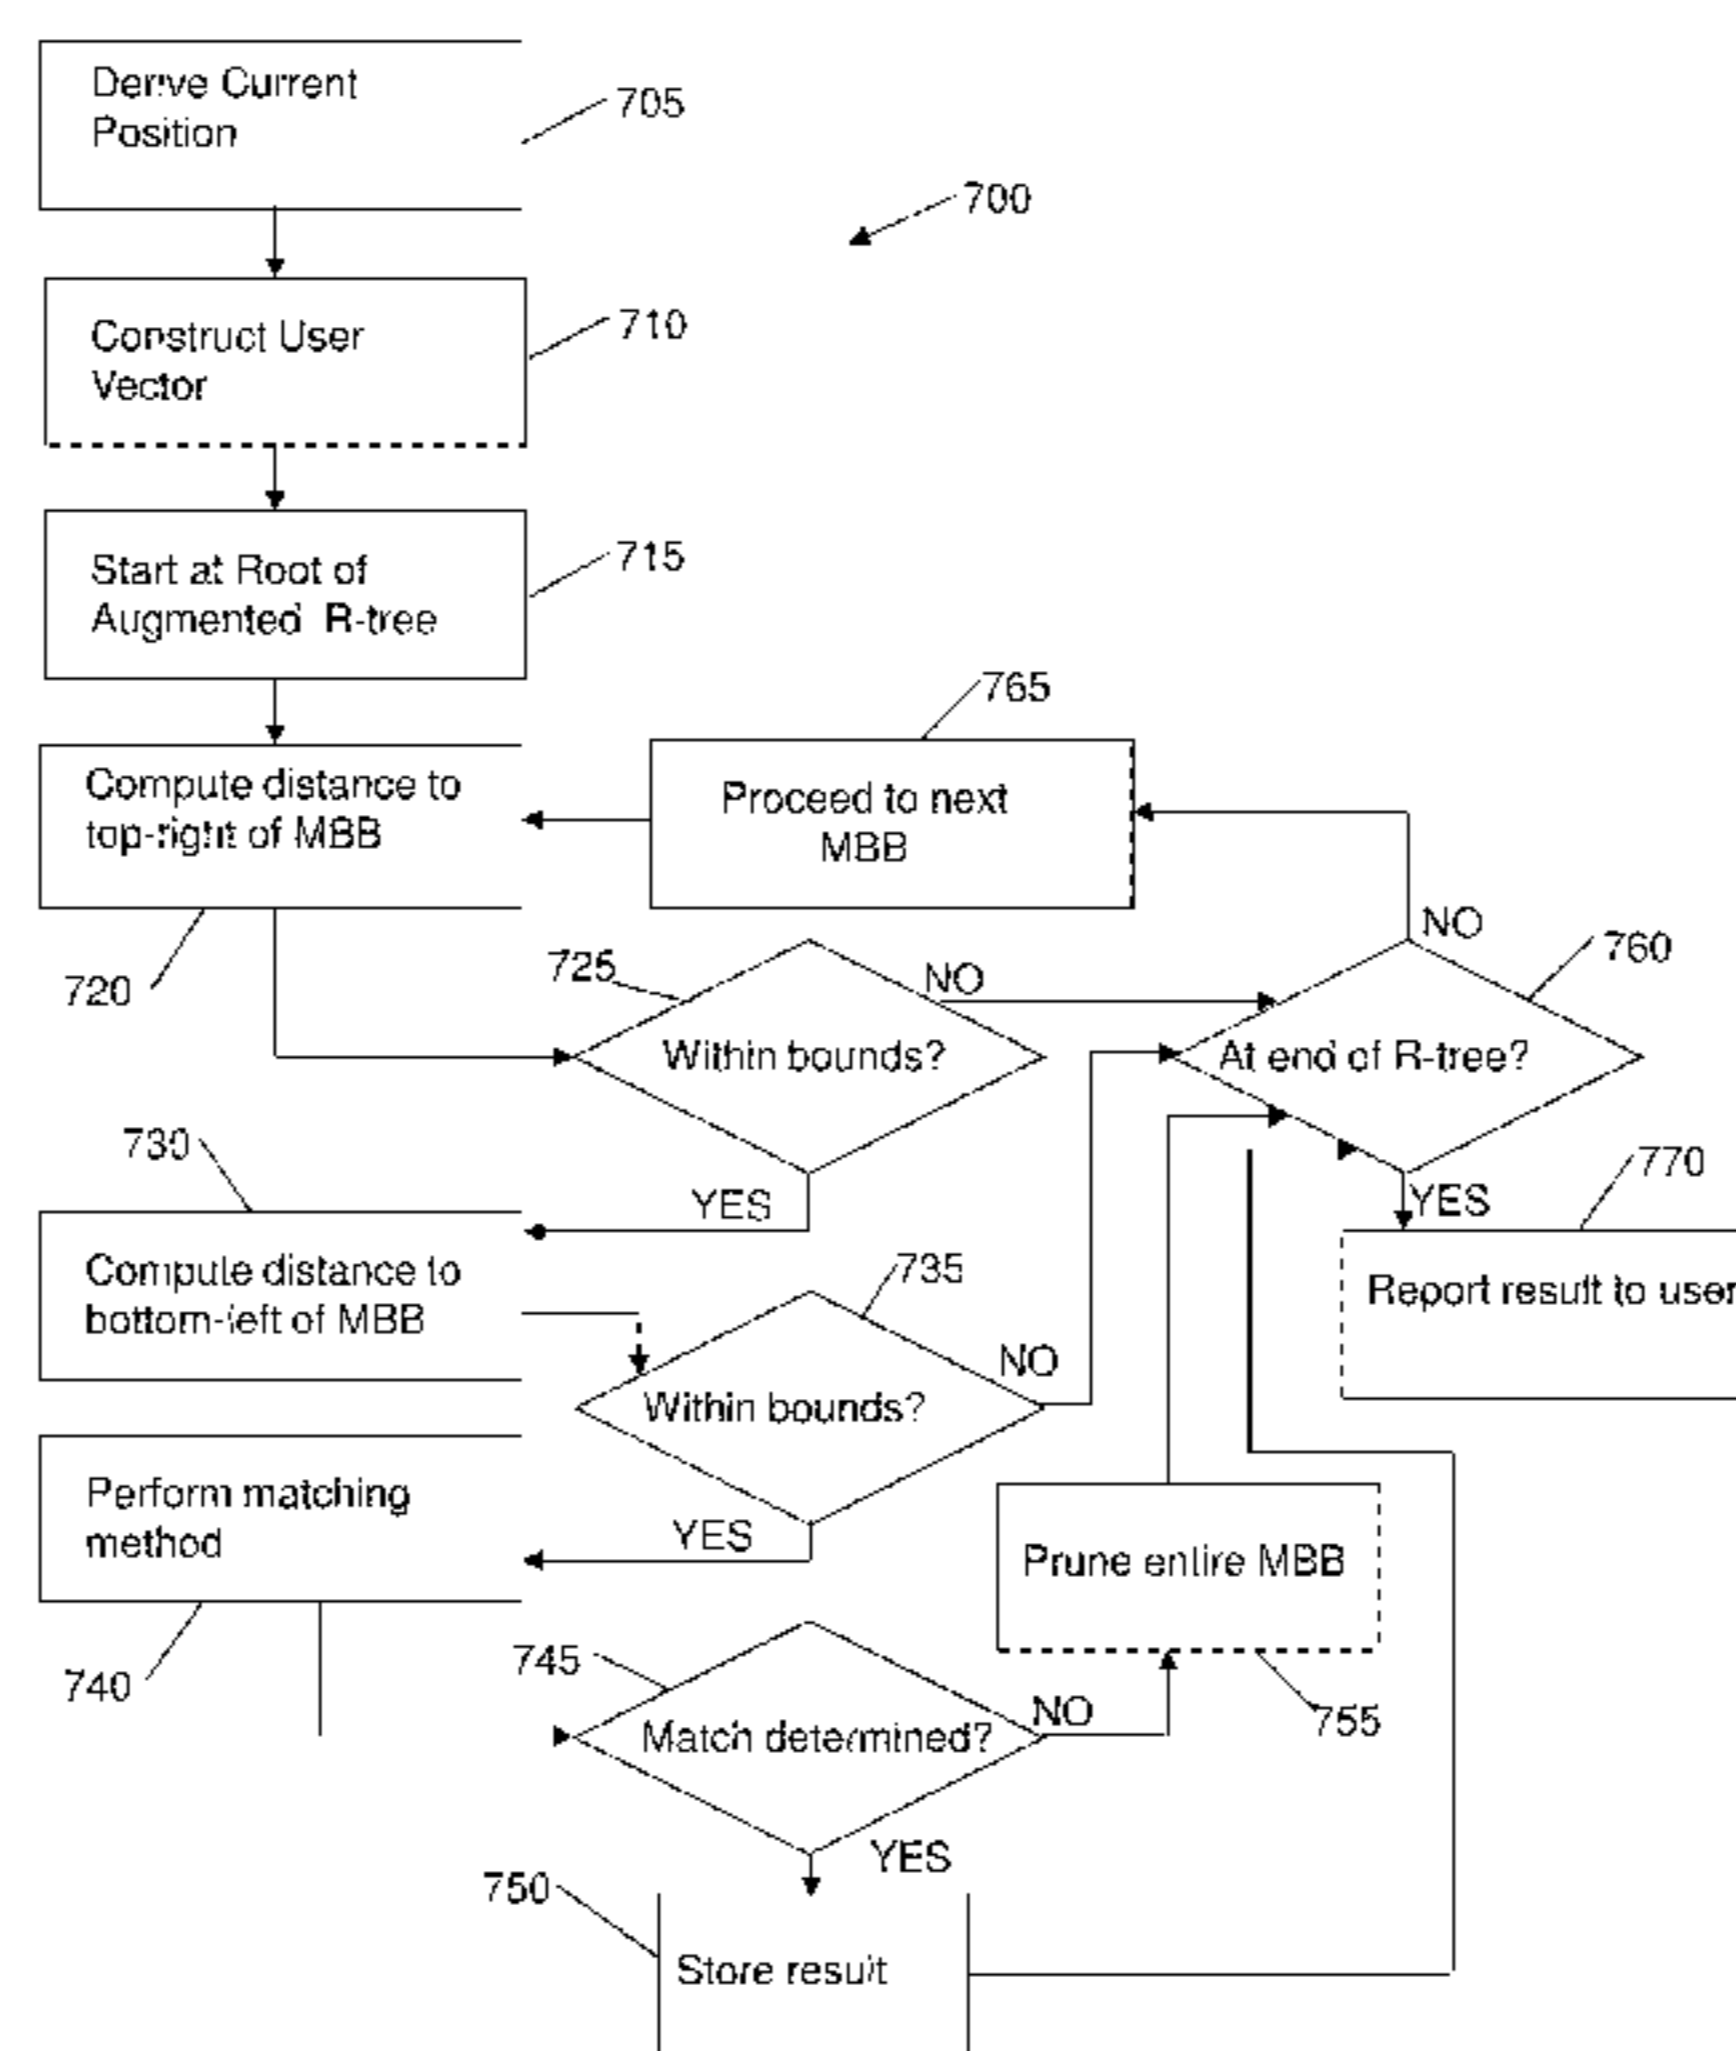 Derive Current
Position
705
700
Construct User
Vector
710
Start at Root of
Augmented R-tree
715
765
Compute distance to
top-right of MBB
Proceed to next
MBB
720
725
NO
NO
760
Within bounds?
At end of R-tree?
730
YES
YES
770
Compute distance to
bottom-left of MBB
735
Report result to user
NO
Within bounds?
Perform matching
method
YES
Prune entire MBB
740
745
NO
755
Match determined?
YES
750
Store result